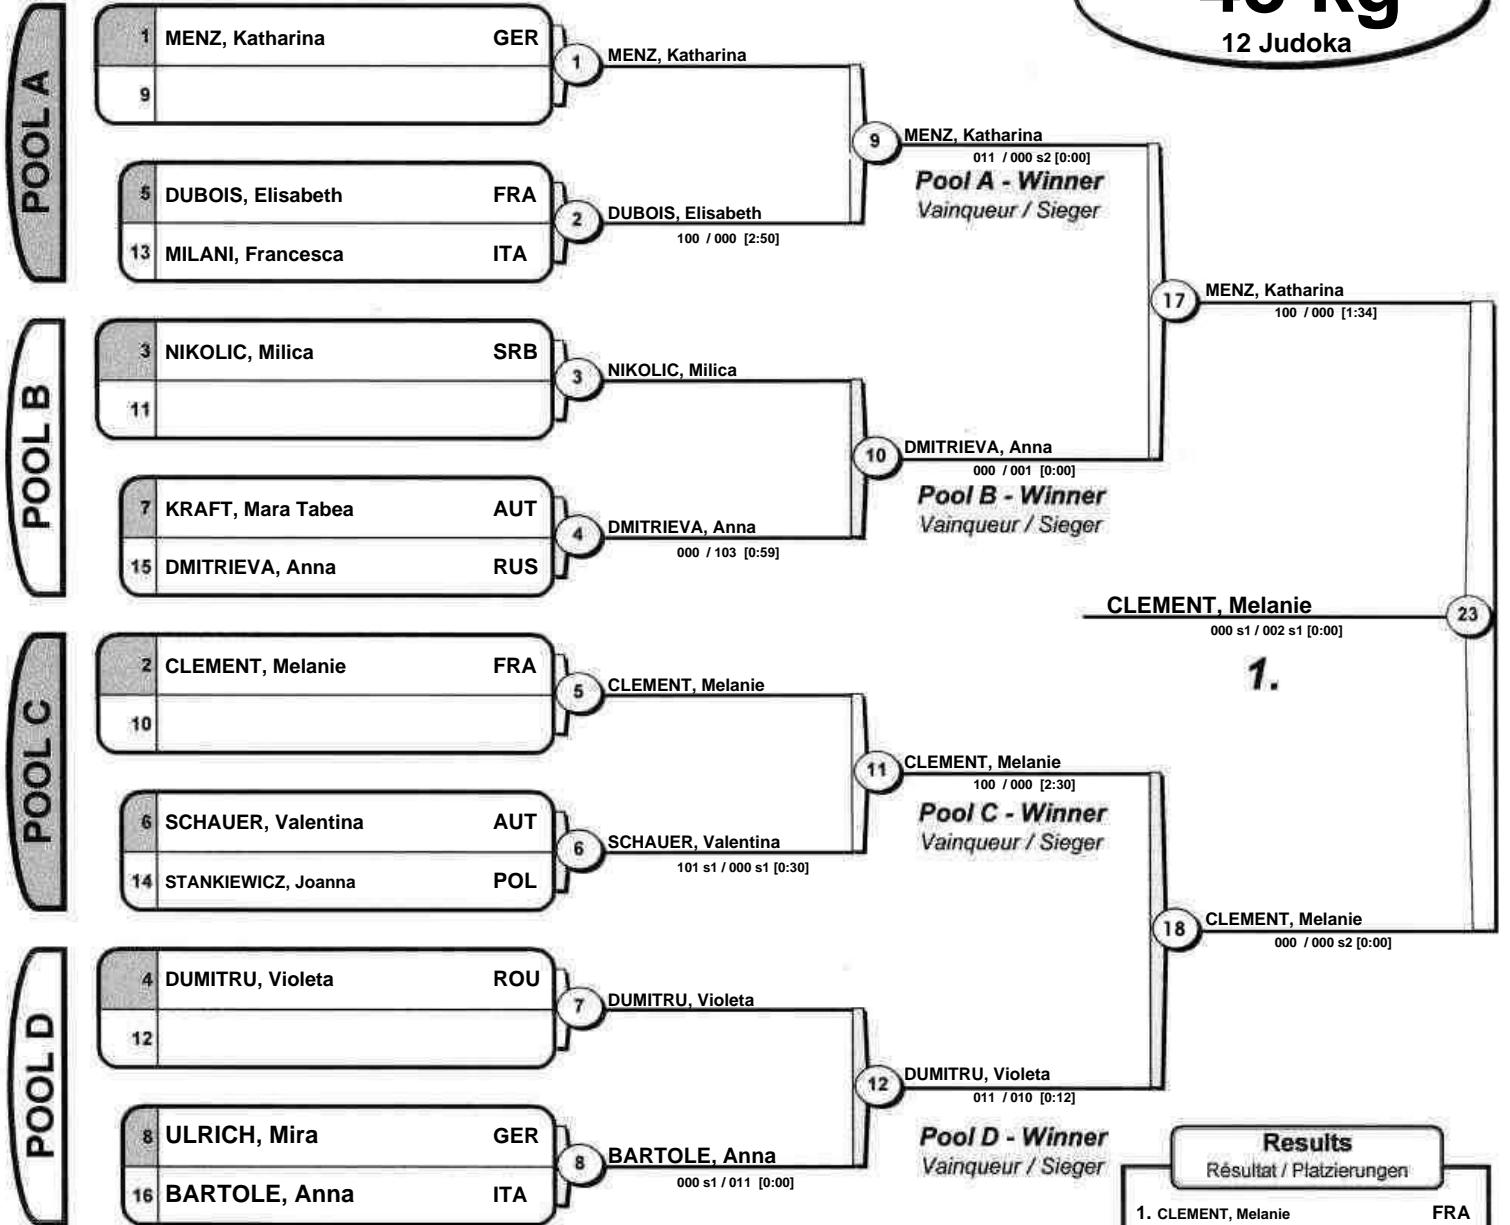 48 kg
12 Judoka
POOL A
1 MENZ, Katharina GER
9
1 MENZ, Katharina
5 DUBOIS, Elisabeth FRA
13 MILANI, Francesca ITA
2 DUBOIS, Elisabeth
100 / 000 [2:50]
9 MENZ, Katharina
011 / 000 s2 [0:00]
Pool A - Winner
Vainqueur / Sieger
POOL B
3 NIKOLIC, Milica SRB
11
3 NIKOLIC, Milica
7 KRAFT, Mara Tabea AUT
15 DMITRIEVA, Anna RUS
4 DMITRIEVA, Anna
000 / 103 [0:59]
10 DMITRIEVA, Anna
000 / 001 [0:00]
Pool B - Winner
Vainqueur / Sieger
17 MENZ, Katharina
100 / 000 [1:34]
CLEMENT, Melanie 23
000 s1 / 002 s1 [0:00]
1.
POOL C
2 CLEMENT, Melanie FRA
10
5 CLEMENT, Melanie
6 SCHAUER, Valentina AUT
14 STANKIEWICZ, Joanna POL
6 SCHAUER, Valentina
101 s1 / 000 s1 [0:30]
11 CLEMENT, Melanie
100 / 000 [2:30]
Pool C - Winner
Vainqueur / Sieger
18 CLEMENT, Melanie
000 / 000 s2 [0:00]
POOL D
4 DUMITRU, Violeta ROU
12
7 DUMITRU, Violeta
8 ULRICH, Mira GER
16 BARTOLE, Anna ITA
8 BARTOLE, Anna
000 s1 / 011 [0:00]
12 DUMITRU, Violeta
011 / 010 [0:12]
Pool D - Winner
Vainqueur / Sieger
Results
Résultat / Platzierungen
1. CLEMENT, Melanie FRA